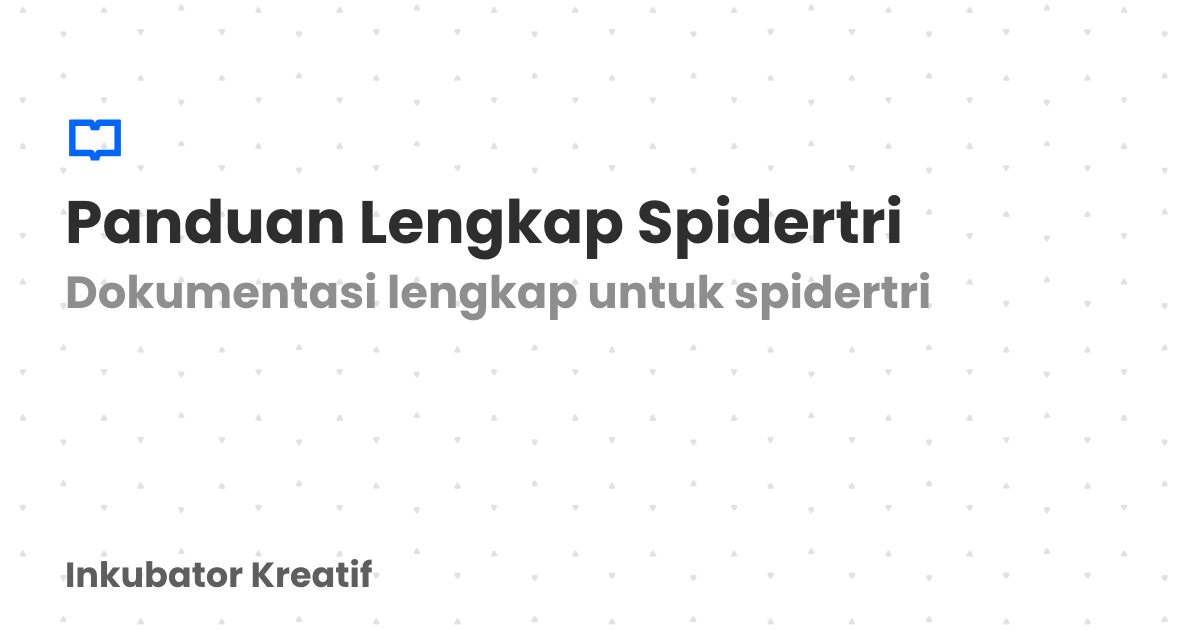 Panduan Lengkap Spidertri
Dokumentasi lengkap untuk spidertri
Inkubator Kreatif